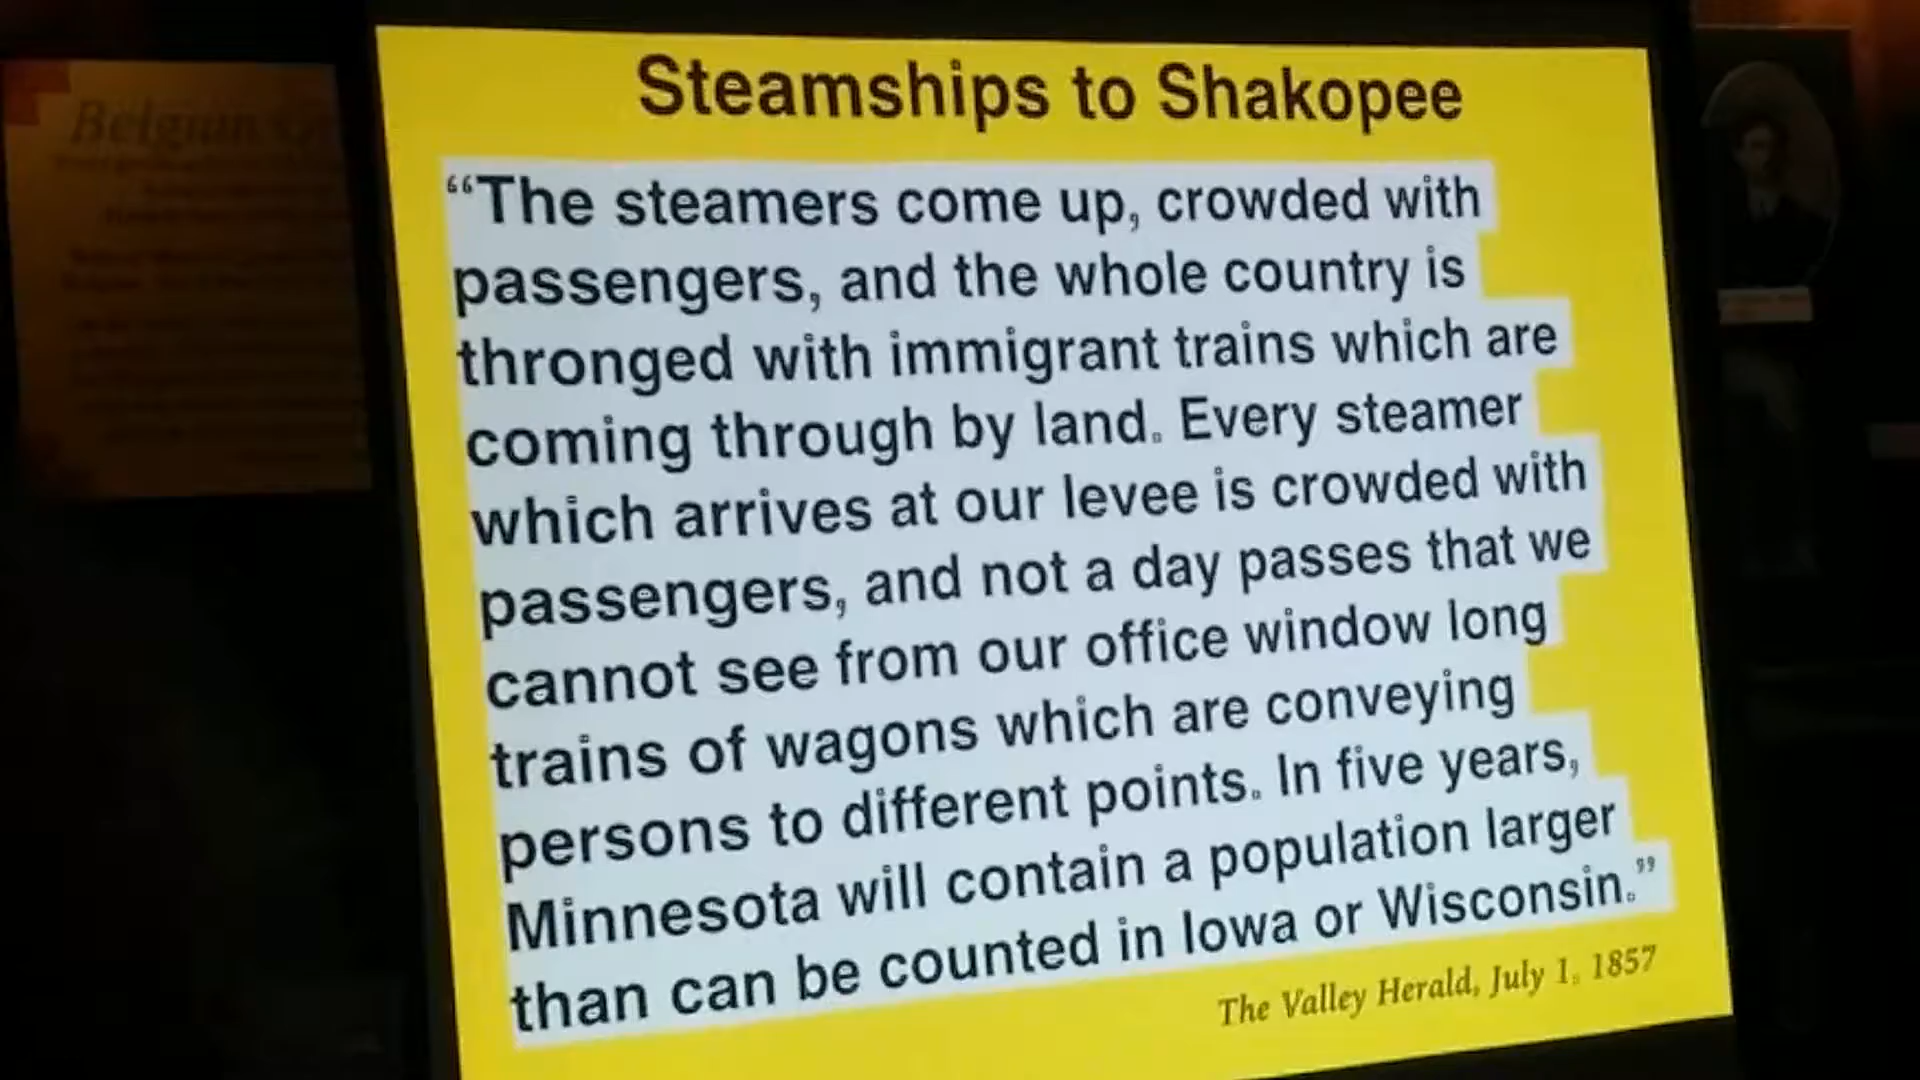 Belgian
Steamships to Shakopee
“The steamers come up, crowded with
passengers, and the whole country is
thronged with immigrant trains which are
coming through by land. Every steamer
which arrives at our levee is crowded with
passengers, and not a day passes that we
cannot see from our office window long
trains of wagons which are conveying
persons to different points. In five years,
Minnesota will contain a population larger
than can be counted in Iowa or Wisconsin.”
The Valley Herald, July 1, 1857